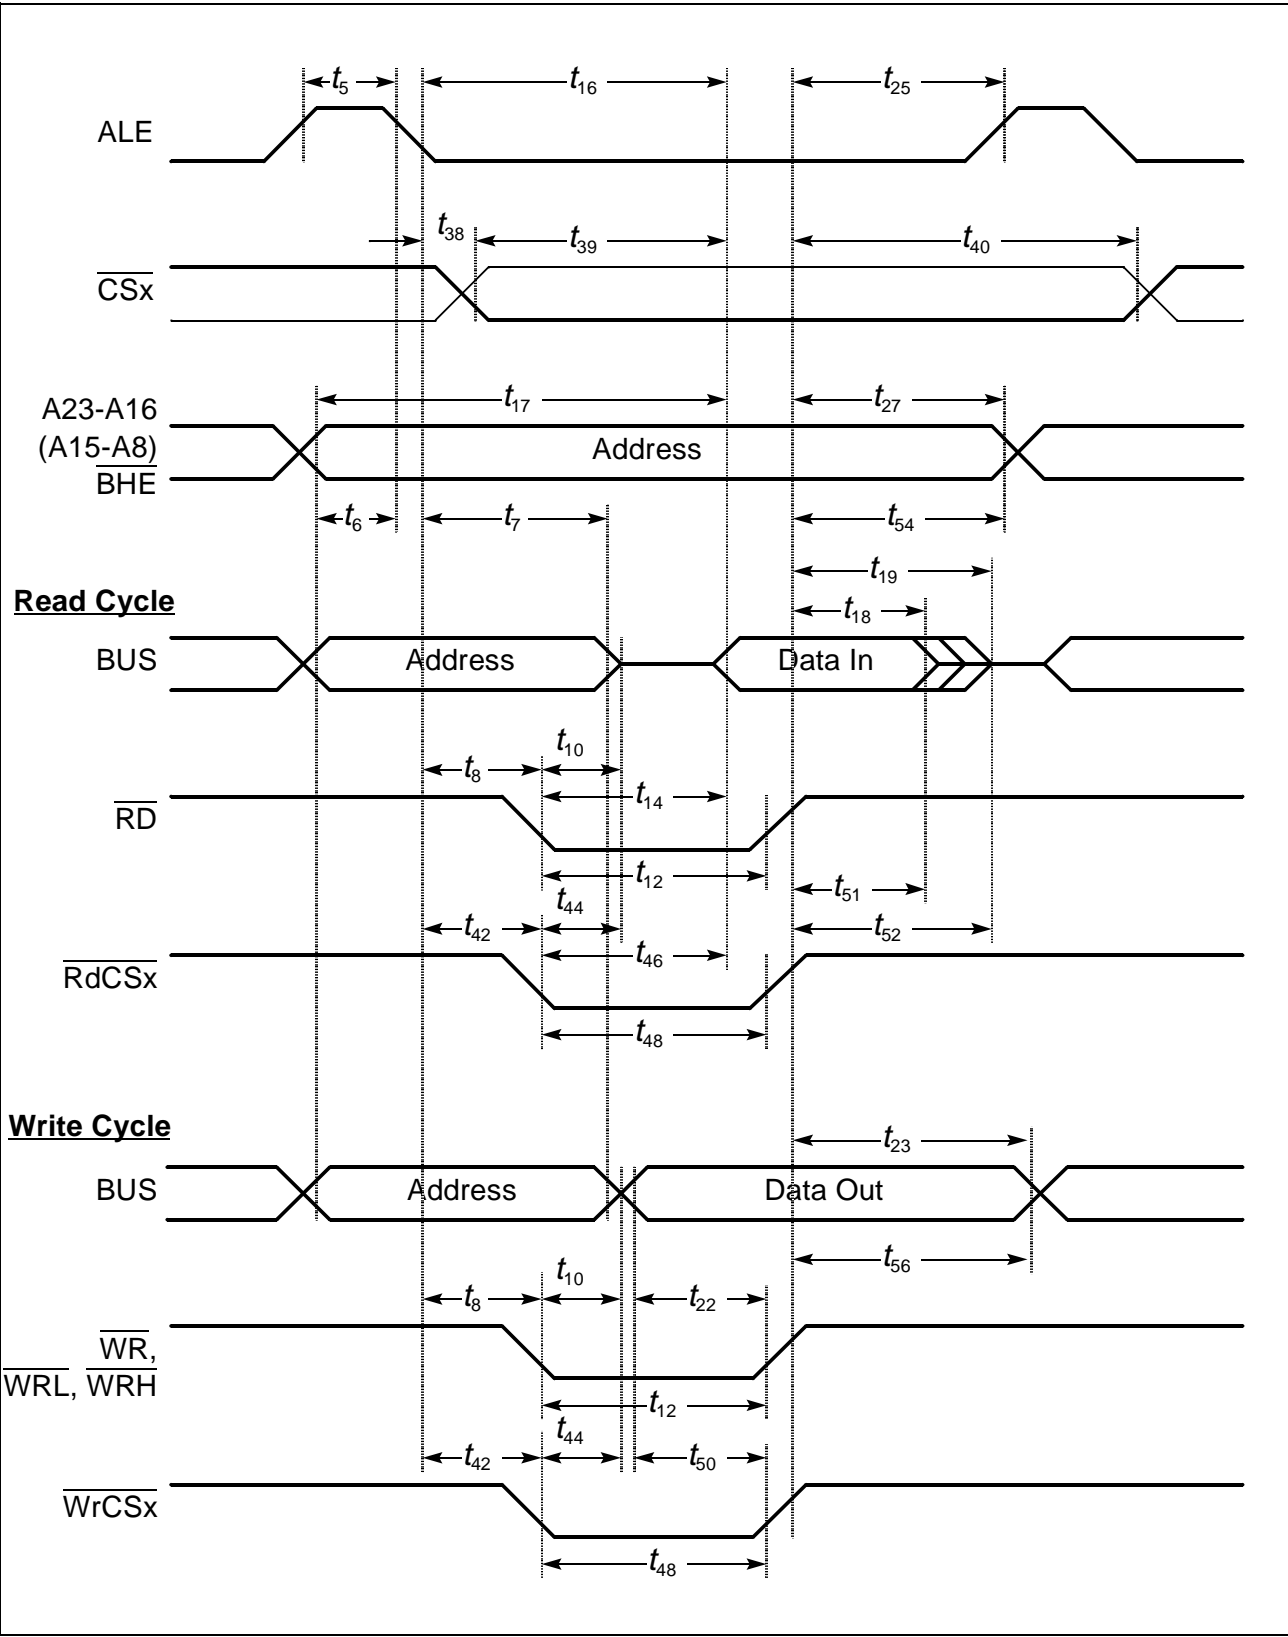 t5 t16 t25
ALE
t38 t39 t40
CSx
t17 t27
A23-A16
(A15-A8)
BHE
Address
t6 t7 t54
t19
Read Cycle
t18
BUS Address Data In
t10
t8
t14
RD
t12
t51
t44
t42 t52
t46
RdCSx
t48
Write Cycle
t23
BUS Address Data Out
t56
t10
t8 t22
WR,
WRL, WRH
t12
t44
t42 t50
WrCSx
t48